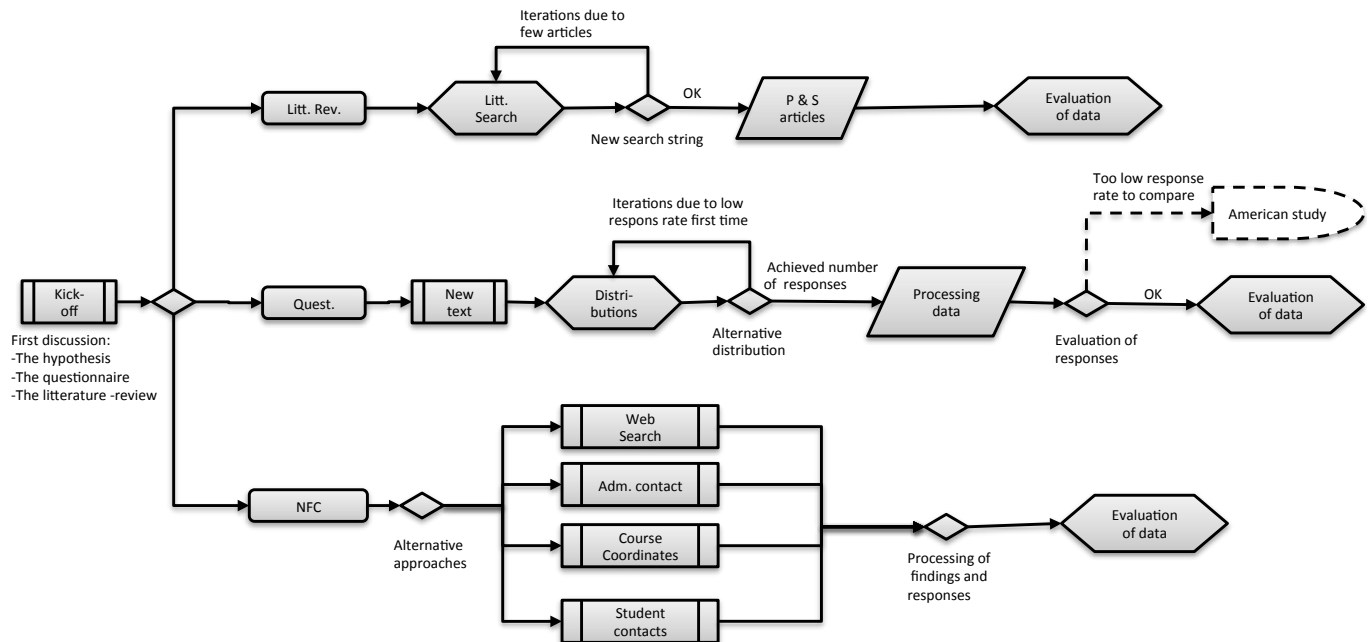 Iterations due to
few articles
Litt. Rev.
Litt.
Search
OK
New search string
P & S
articles
Evaluation
of data
Too low response
rate to compare
American study
Iterations due to low
respons rate first time
Kick-
off
First discussion:
-The hypothesis
-The questionnaire
-The litterature -review
Quest.
New
text
Distri-
butions
Alternative
distribution
Achieved number
of responses
Processing
data
Evaluation of
responses
OK
Evaluation
of data
NFC
Alternative
approaches
Web
Search
Adm. contact
Course
Coordinates
Student
contacts
Processing of
findings and
responses
Evaluation
of data